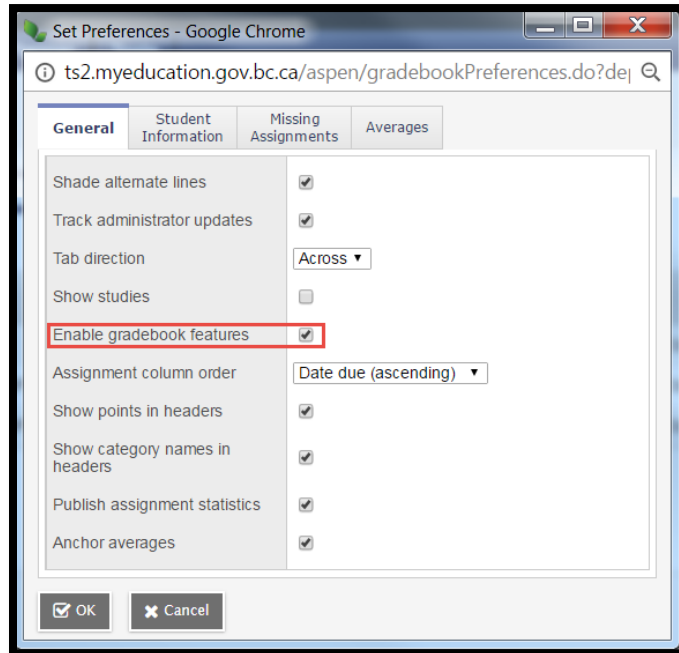 Set Preferences - Google Chrome
ts2.myeducation.gov.bc.ca/aspen/gradebookPreferences.do?de
General
Student
Information
Missing
Assignments
Averages
Shade alternate lines
Track administrator updates
Tab direction
Across
Show studies
Enable gradebook features
Assignment column order
Date due (ascending)
Show points in headers
Show category names in
headers
Publish assignment statistics
Anchor averages
OK
Cancel